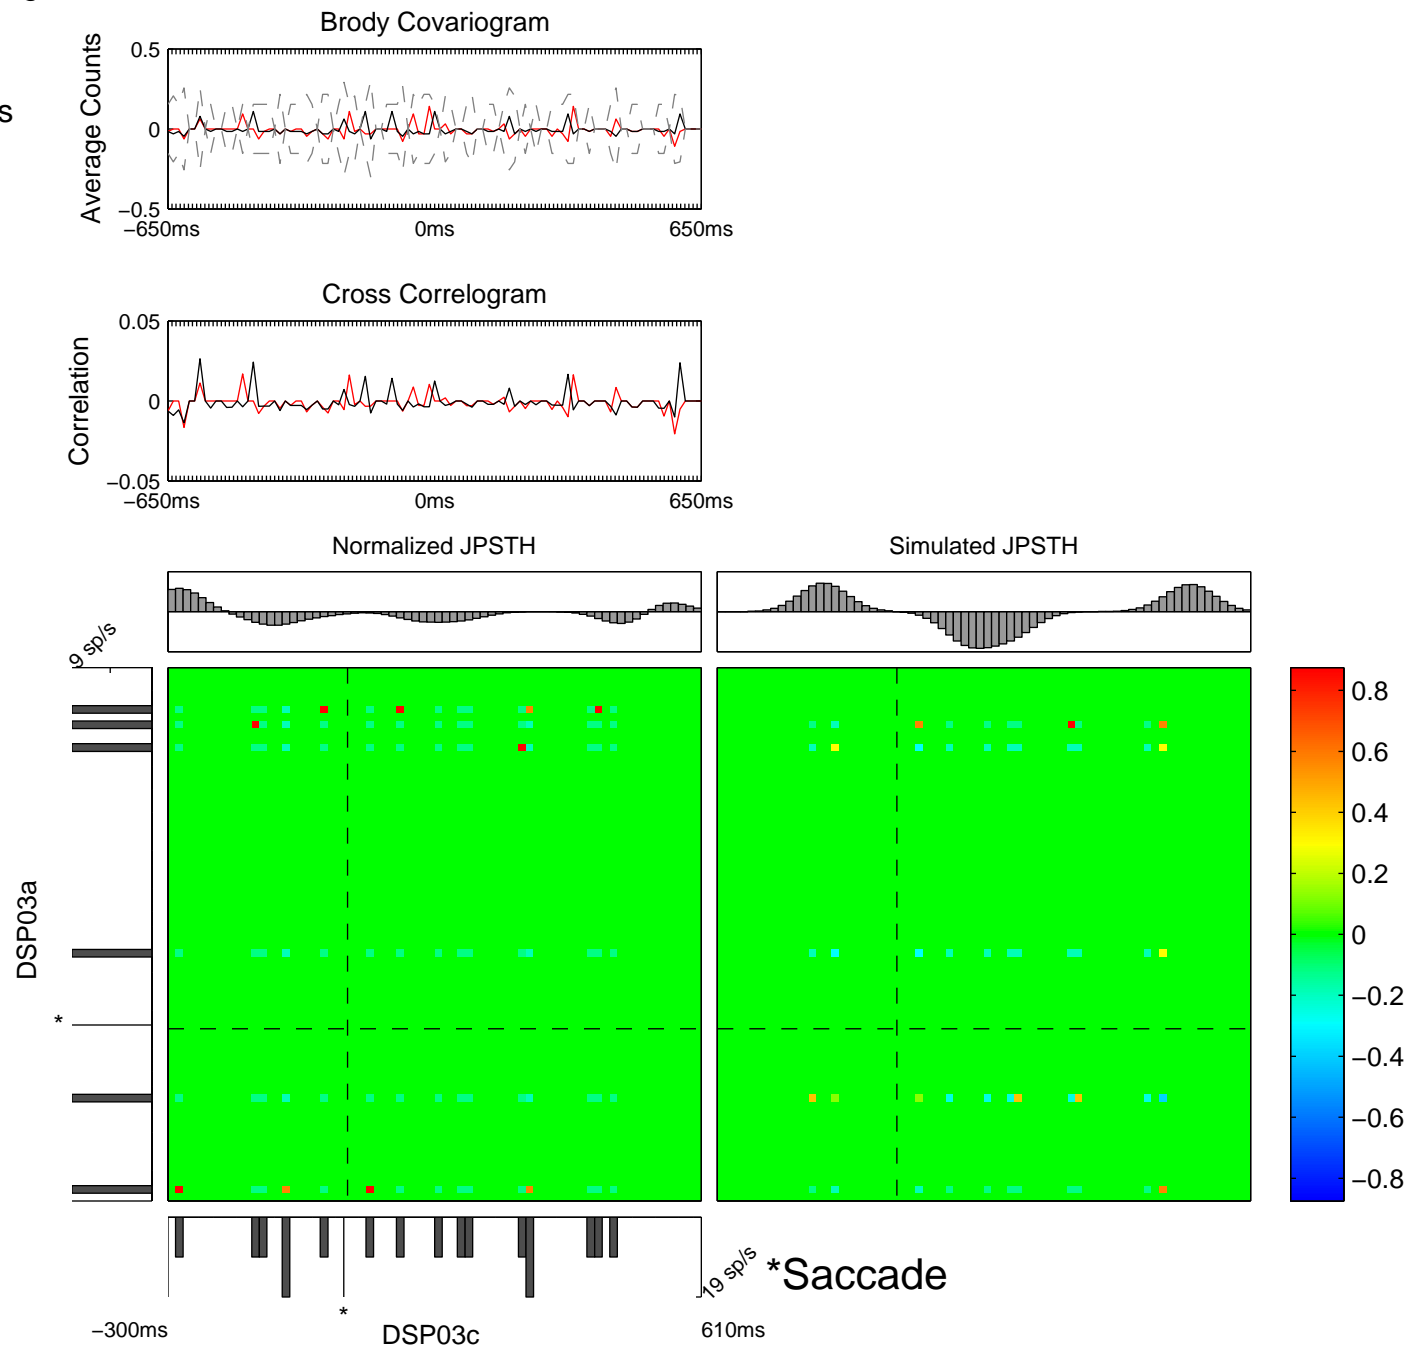 Brody Covariogram
Average Counts
0.5
0
−0.5
−650ms
0ms
650ms
s
Cross Correlogram
Correlation
0.05
0
−0.05
−650ms
0ms
650ms
Normalized JPSTH
Simulated JPSTH
9 sp/s
DSP03a
*
0.8
0.6
0.4
0.2
0
−0.2
−0.4
−0.6
−0.8
19 sp/s
*Saccade
*
−300ms
DSP03c
610ms